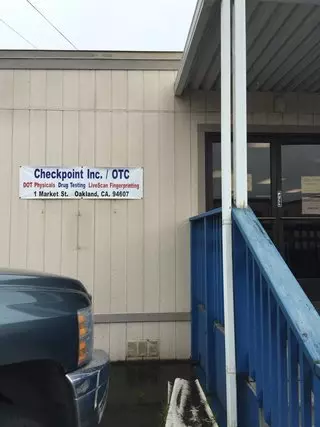 Checkpoint Inc. / OTC
DOT Physicals Drug Testing LiveScan Fingerprinting
1 Market St. Oakland, CA. 94607